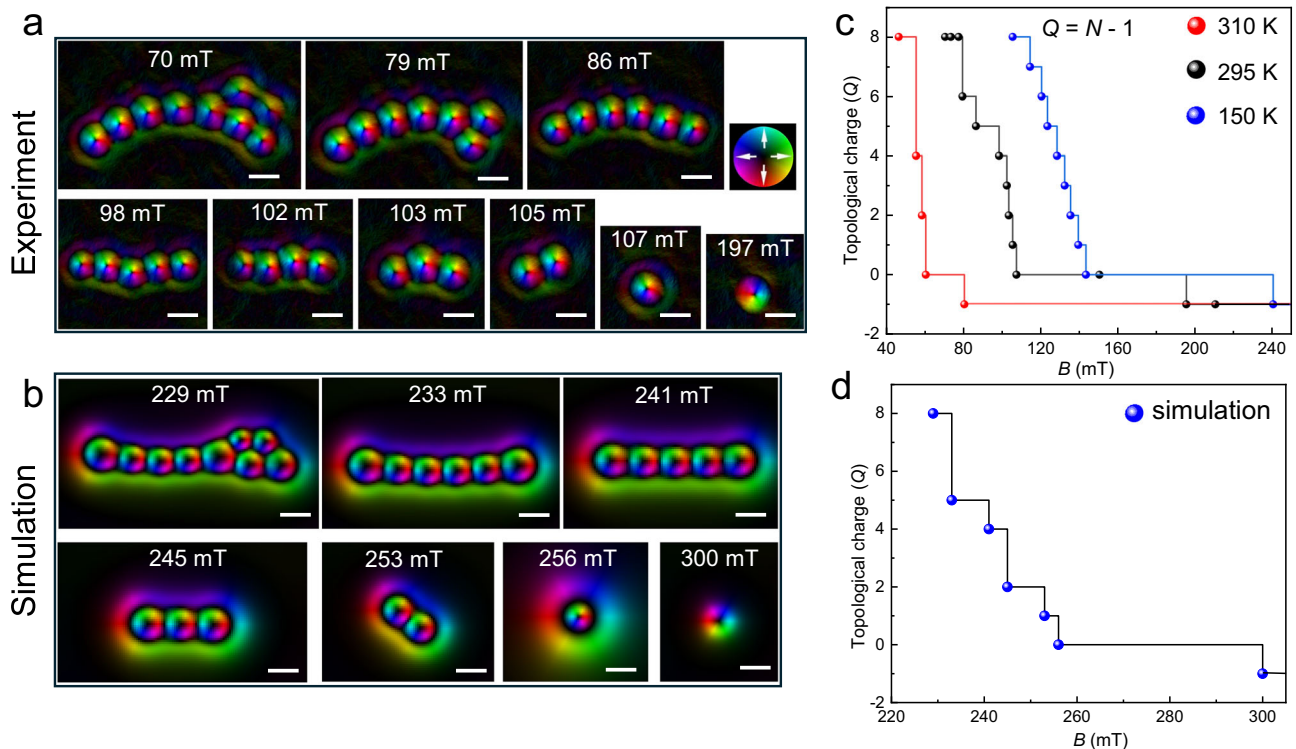 a
Experiment
70 mT
79 mT
86 mT
98 mT
102 mT
103 mT
105 mT
107 mT
197 mT
b
Simulation
229 mT
233 mT
241 mT
245 mT
253 mT
256 mT
300 mT
c
Q = N - 1
310 K
295 K
150 K
Topological charge (Q)
8
6
4
2
0
-2
40 80 120 160 200 240
B (mT)
d
simulation
Topological charge (Q)
8
6
4
2
0
-2
220 240 260 280 300
B (mT)